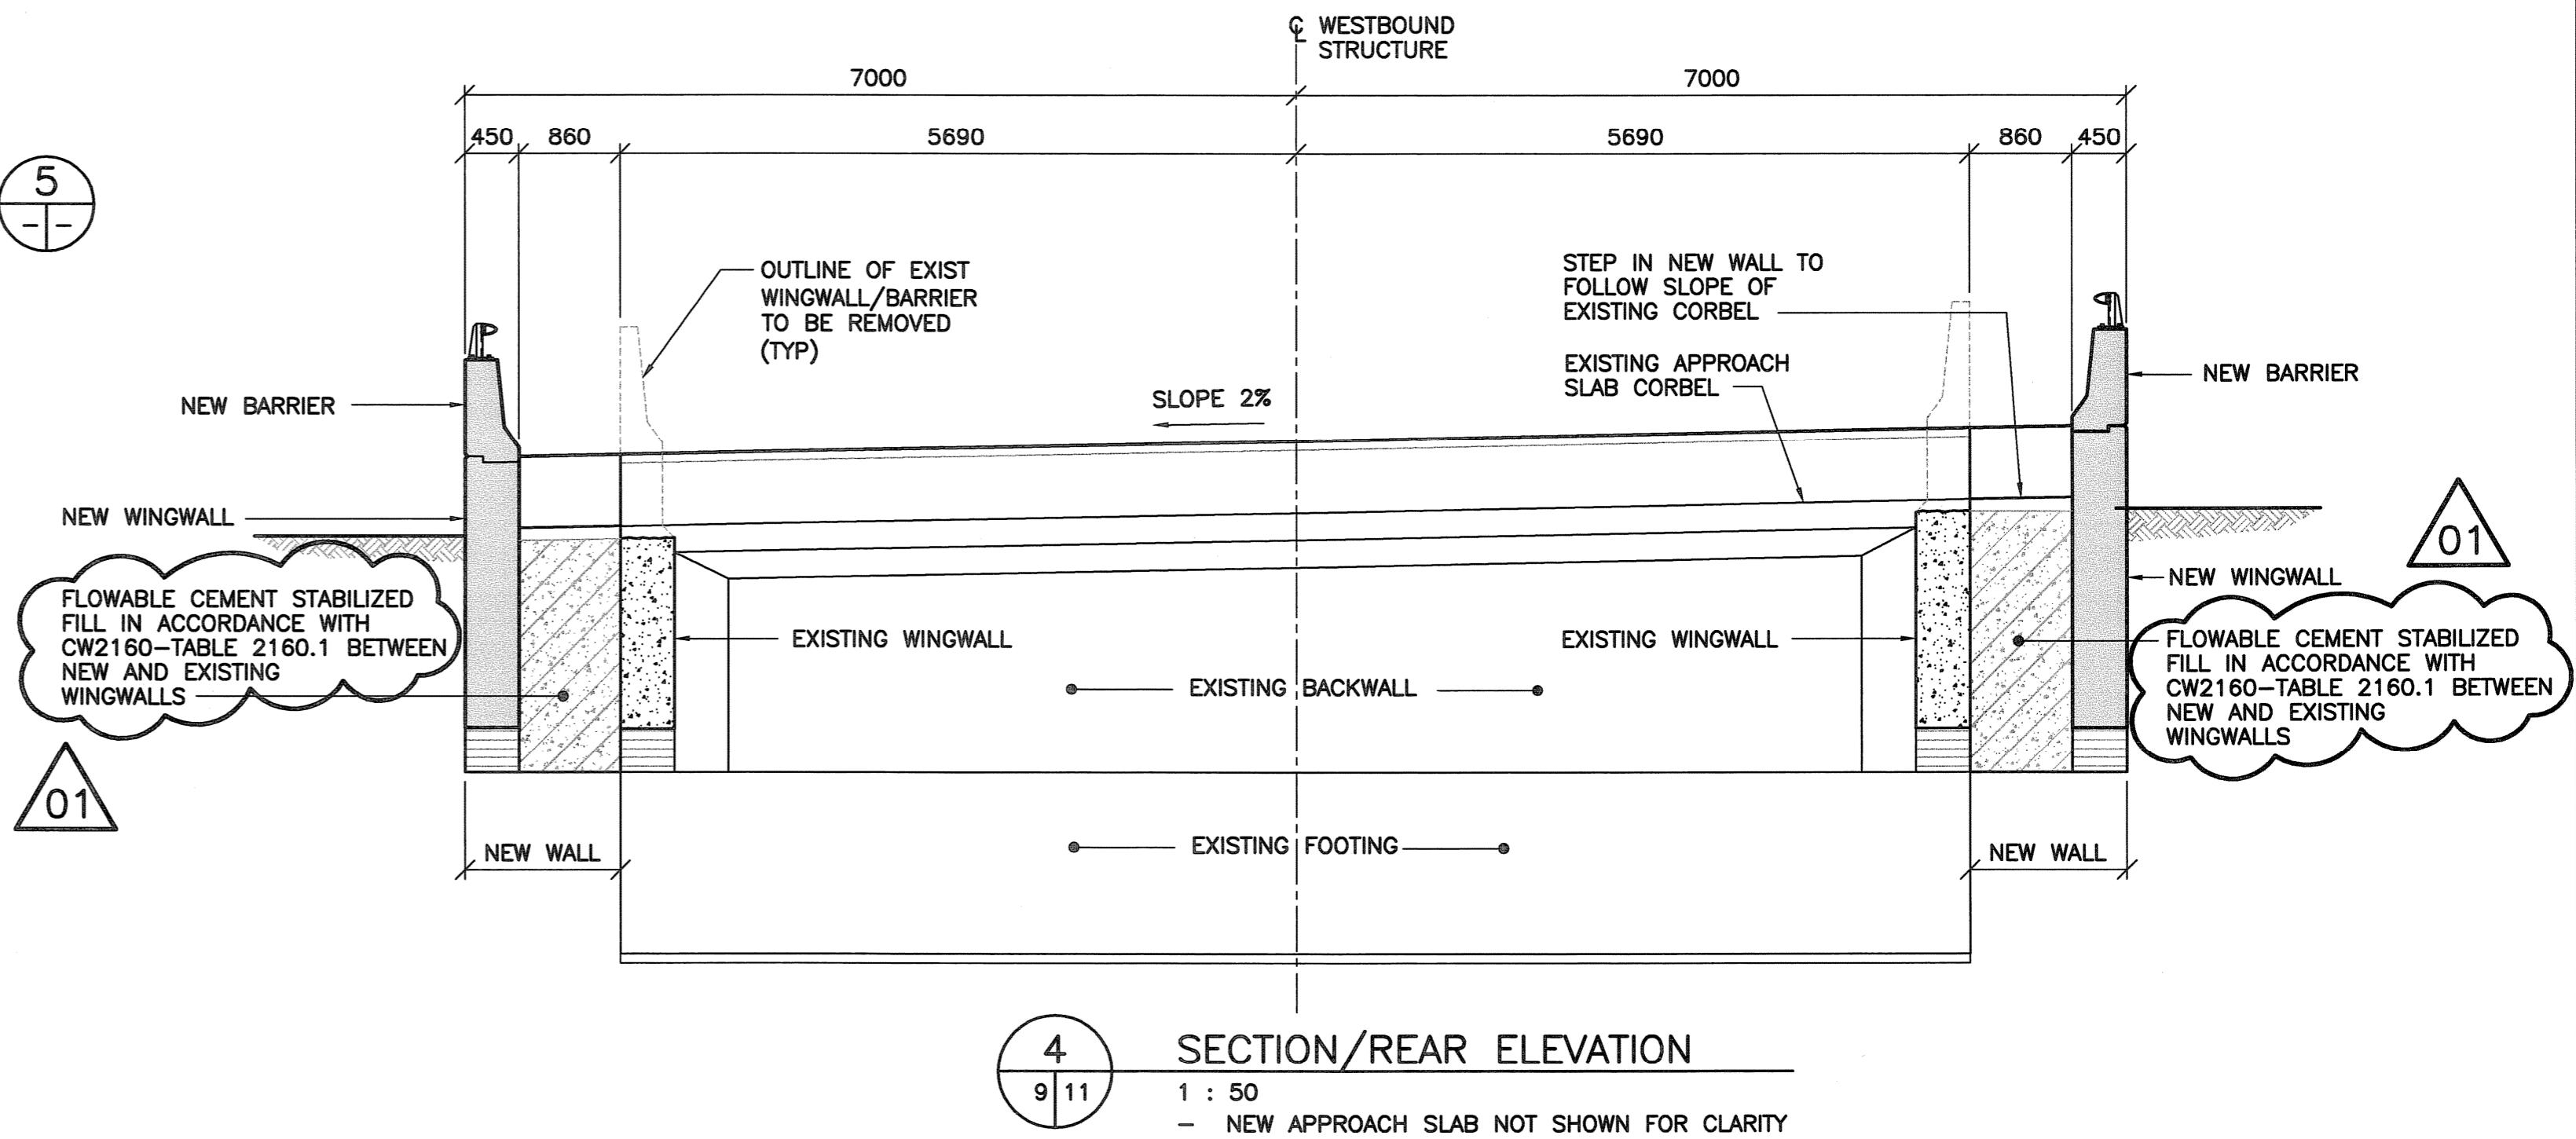 ℄ WESTBOUND
STRUCTURE
7000
7000
450
860
5690
5690
860
450
5
- -
OUTLINE OF EXIST
WINGWALL/BARRIER
TO BE REMOVED
(TYP)
STEP IN NEW WALL TO
FOLLOW SLOPE OF
EXISTING CORBEL
EXISTING APPROACH
SLAB CORBEL
SLOPE 2%
NEW BARRIER
NEW BARRIER
NEW WINGWALL
01
NEW WINGWALL
FLOWABLE CEMENT STABILIZED
FILL IN ACCORDANCE WITH
CW2160-TABLE 2160.1 BETWEEN
NEW AND EXISTING
WINGWALLS
EXISTING WINGWALL
EXISTING WINGWALL
FLOWABLE CEMENT STABILIZED
FILL IN ACCORDANCE WITH
CW2160-TABLE 2160.1 BETWEEN
NEW AND EXISTING
WINGWALLS
EXISTING BACKWALL
01
NEW WALL
EXISTING FOOTING
NEW WALL
4
9 11
SECTION/REAR ELEVATION
1 : 50
- NEW APPROACH SLAB NOT SHOWN FOR CLARITY